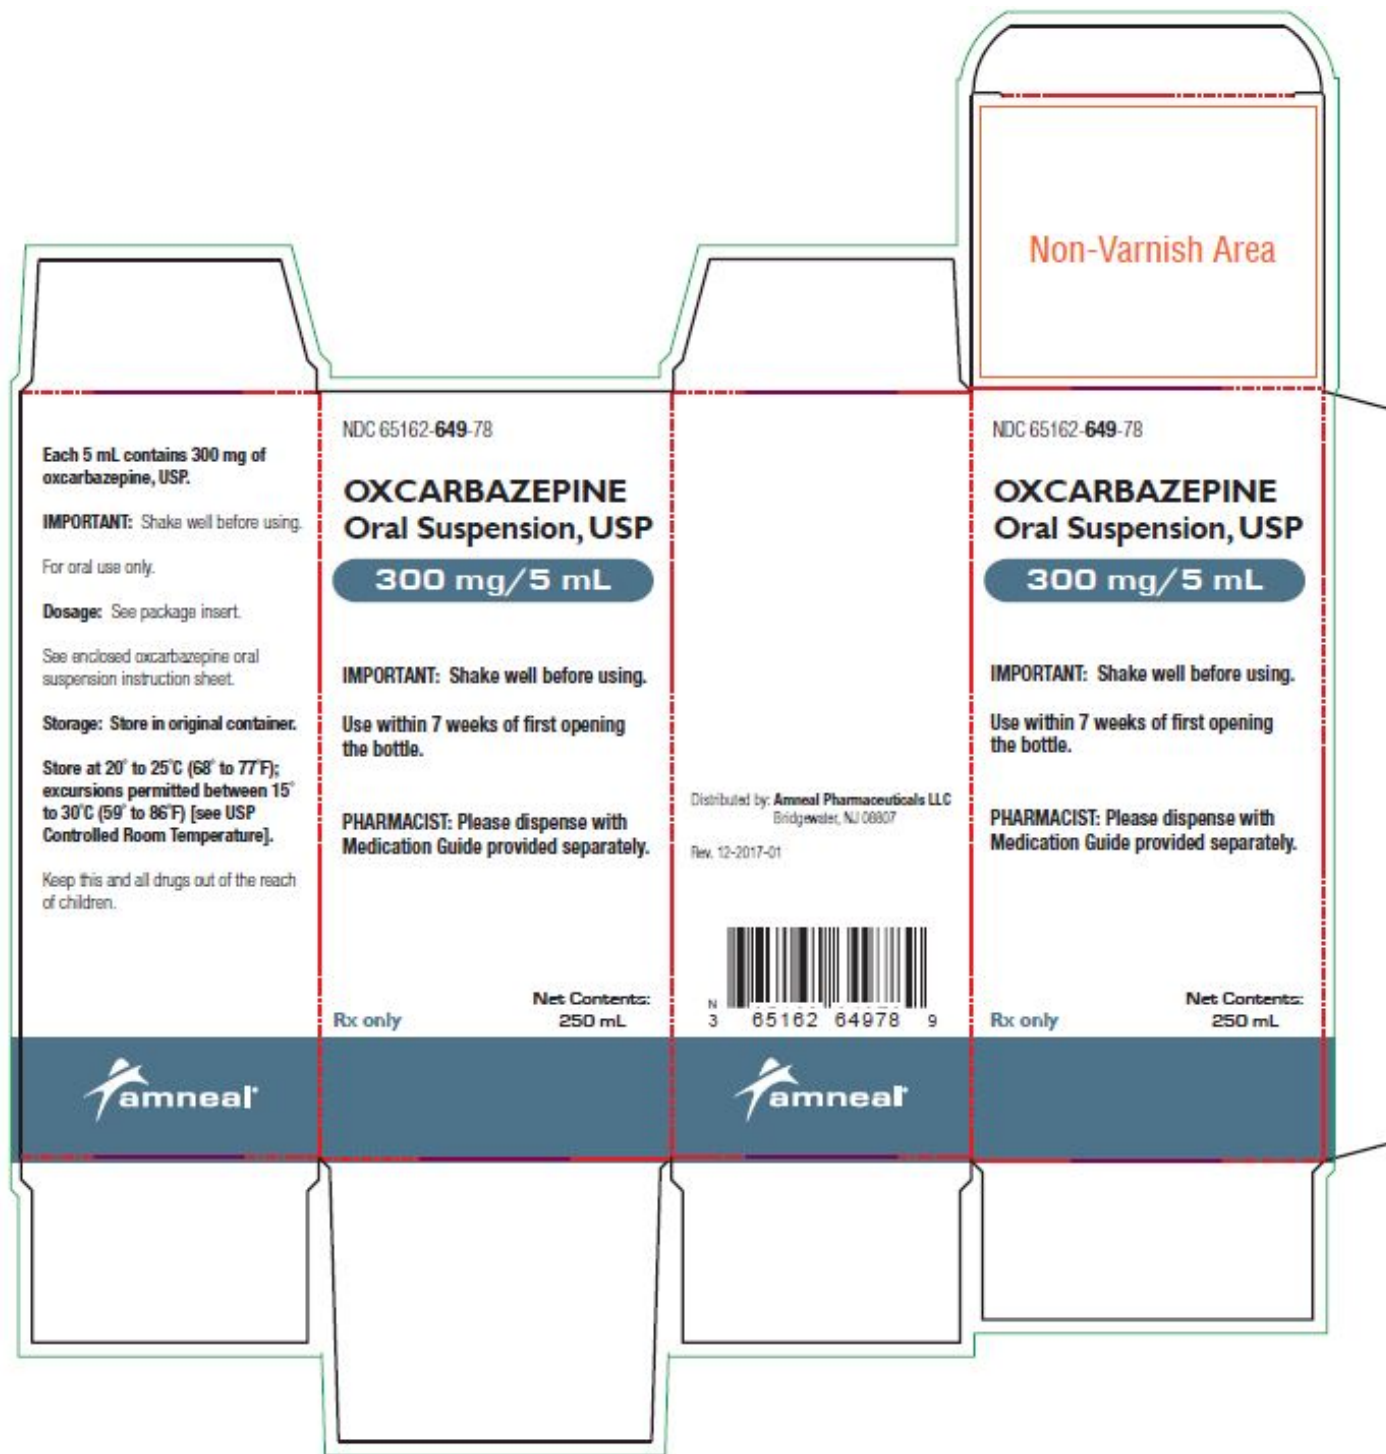 Non-Varnish Area
Each 5 mL contains 300 mg of
oxcarbazepine, USP.
IMPORTANT: Shake well before using.
For oral use only.
Dosage: See package insert.
See enclosed oxcarbazepine oral
suspension instruction sheet.
Storage: Store in original container.
Store at 20° to 25°C (68° to 77°F);
excursions permitted between 15°
to 30°C (59° to 86°F) [see USP
Controlled Room Temperature].
Keep this and all drugs out of the reach
of children.
amneal®
NDC 65162-649-78
OXCARBAZEPINE
Oral Suspension, USP
300 mg/5 mL
IMPORTANT: Shake well before using.
Use within 7 weeks of first opening
the bottle.
PHARMACIST: Please dispense with
Medication Guide provided separately.
Rx only
Net Contents:
250 mL
Distributed by: Amneal Pharmaceuticals LLC
Bridgewater, NJ 08807
Rev. 12-2017-01
N
3 65162 64978 9
amneal®
NDC 65162-649-78
OXCARBAZEPINE
Oral Suspension, USP
300 mg/5 mL
IMPORTANT: Shake well before using.
Use within 7 weeks of first opening
the bottle.
PHARMACIST: Please dispense with
Medication Guide provided separately.
Rx only
Net Contents:
250 mL